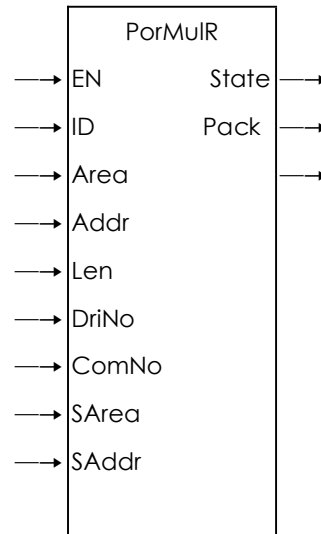 PorMulR
EN State
ID Pack
Area
Addr
Len
DriNo
ComNo
SArea
SAddr